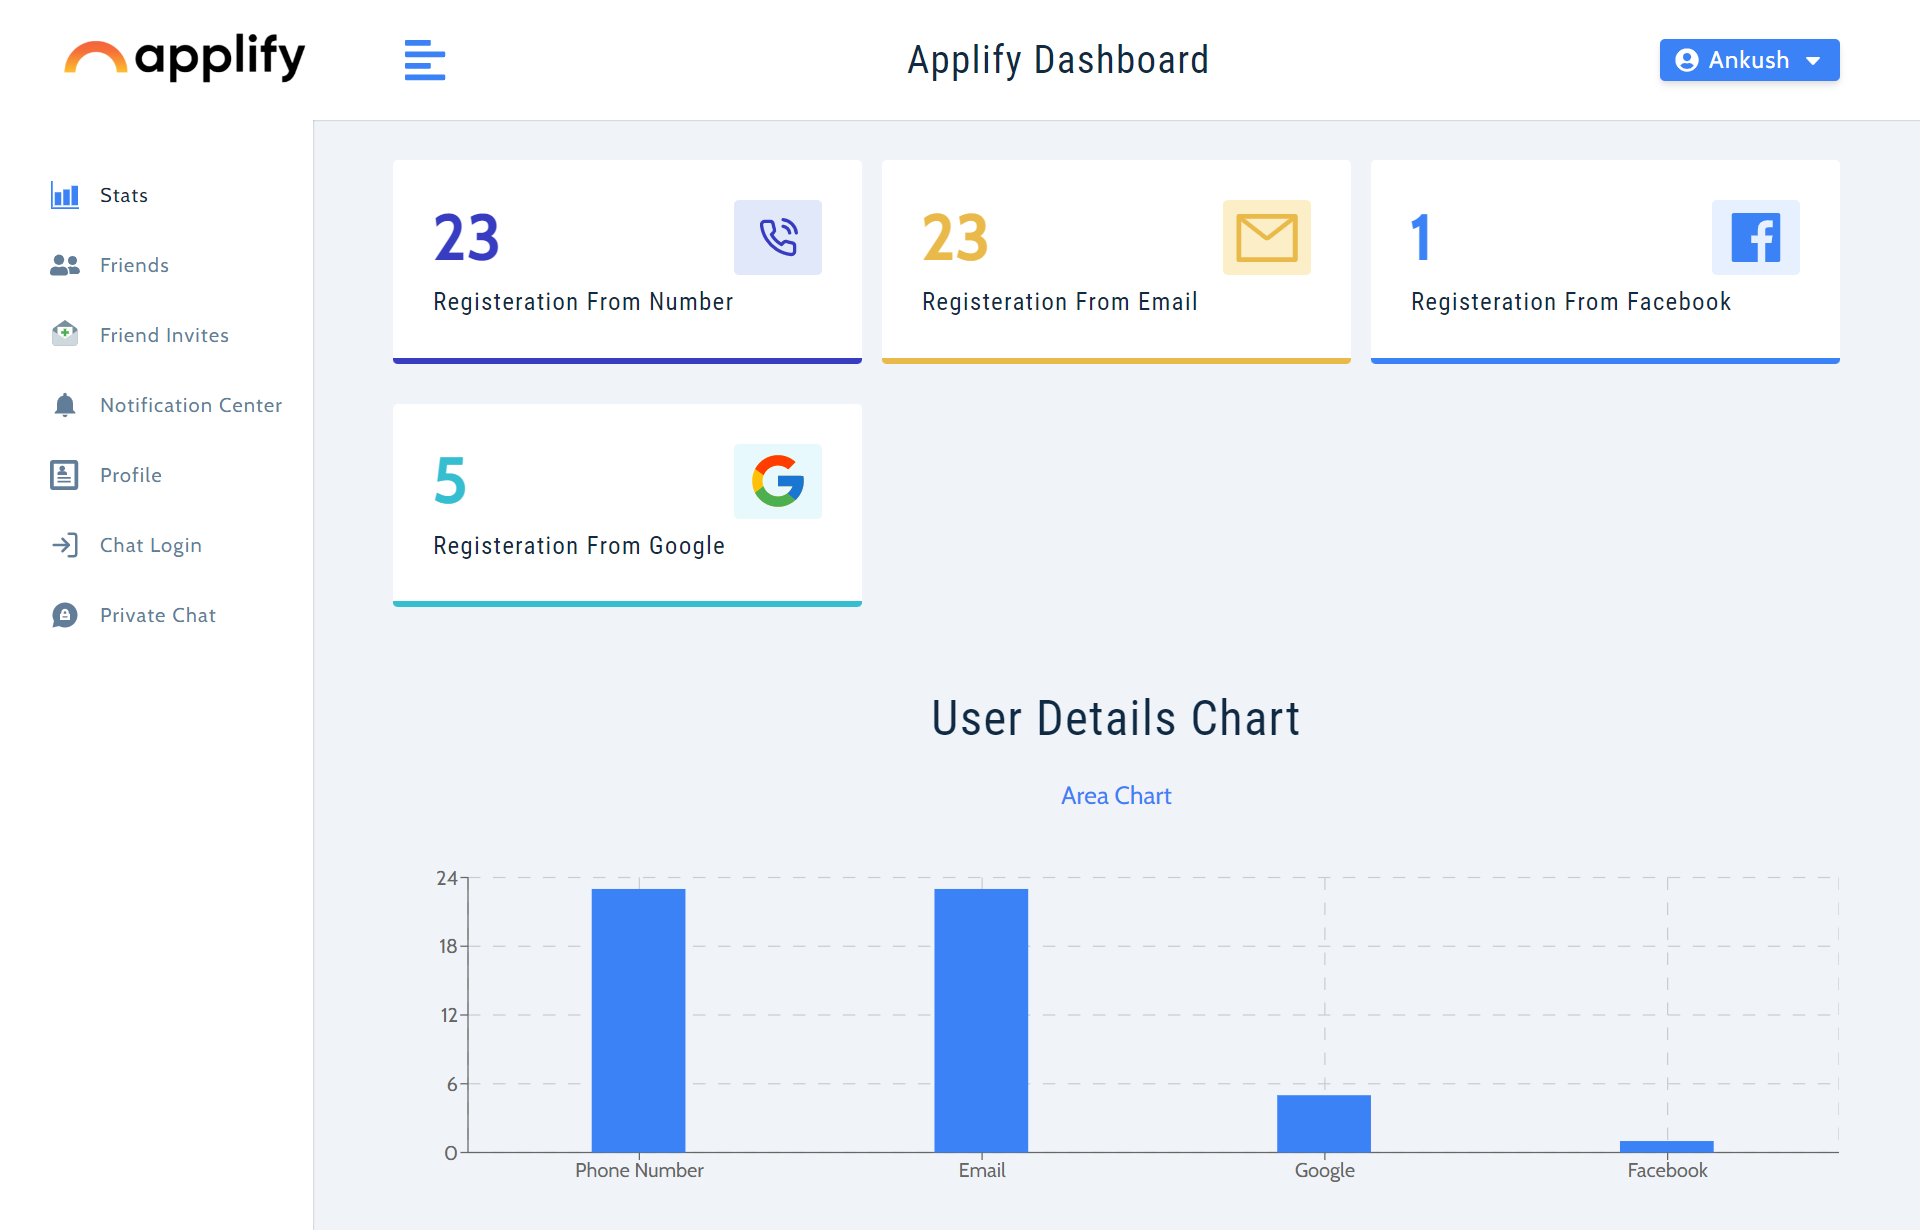 applify
Applify Dashboard
Ankush
Stats
Friends
Friend Invites
Notification Center
Profile
Chat Login
Private Chat
23
Registeration From Number
23
Registeration From Email
1
Registeration From Facebook
5
Registeration From Google
User Details Chart
Area Chart
24
18
12
6
0
Phone Number
Email
Google
Facebook